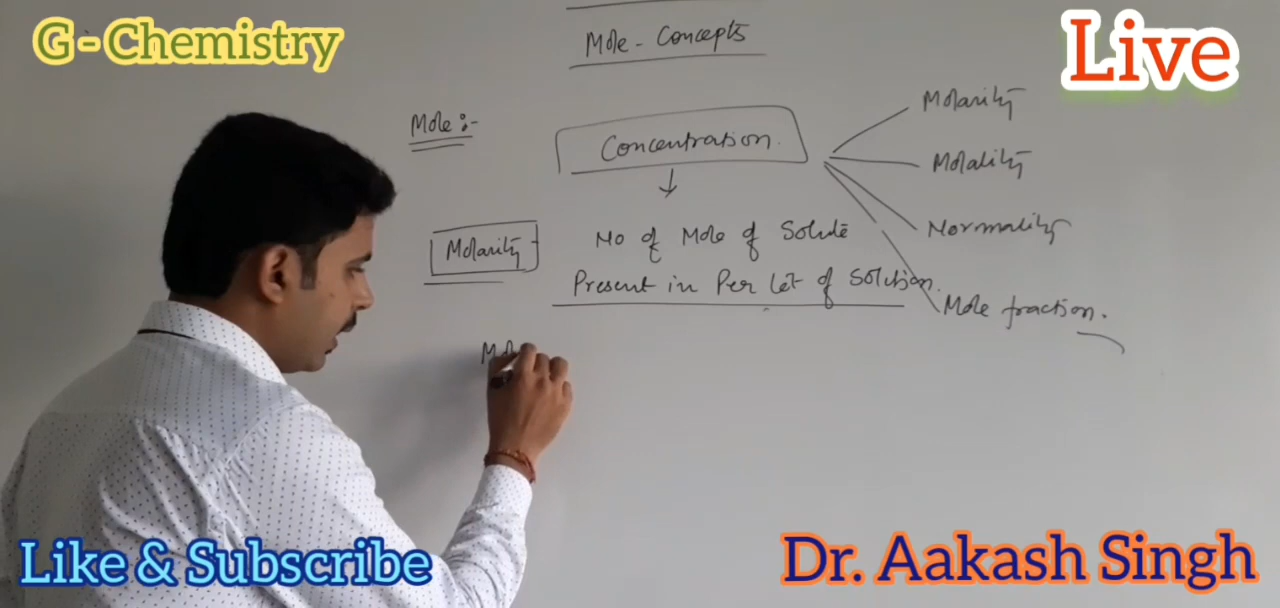 G - Chemistry
Live
Mole - Concepts
Mole :-
Concentration.
Molarity
Molality
Normality
Mole fraction.
Molarity
No of Mole of Solute
Present in Per Let of Solution.
Like & Subscribe
Dr. Aakash Singh